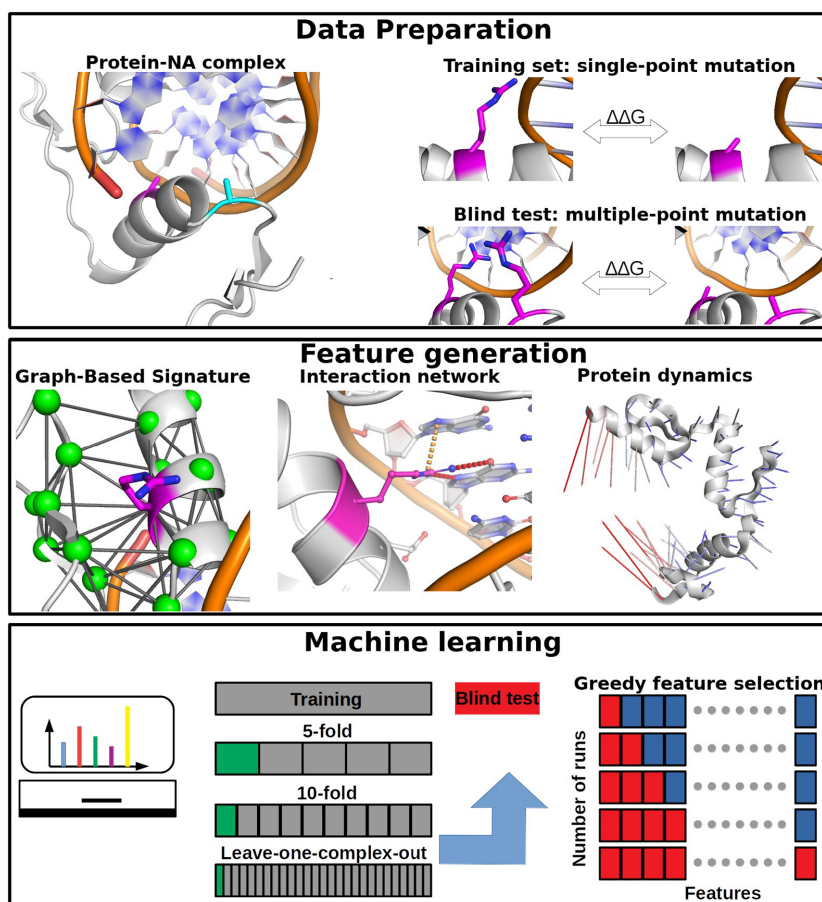 Data Preparation
Protein-NA complex
Training set: single-point mutation
ΔΔG
Blind test: multiple-point mutation
ΔΔG
Feature generation
Graph-Based Signature
Interaction network
Protein dynamics
Machine learning
Training
Blind test
Greedy feature selection
5-fold
10-fold
Leave-one-complex-out
Number of runs
Features